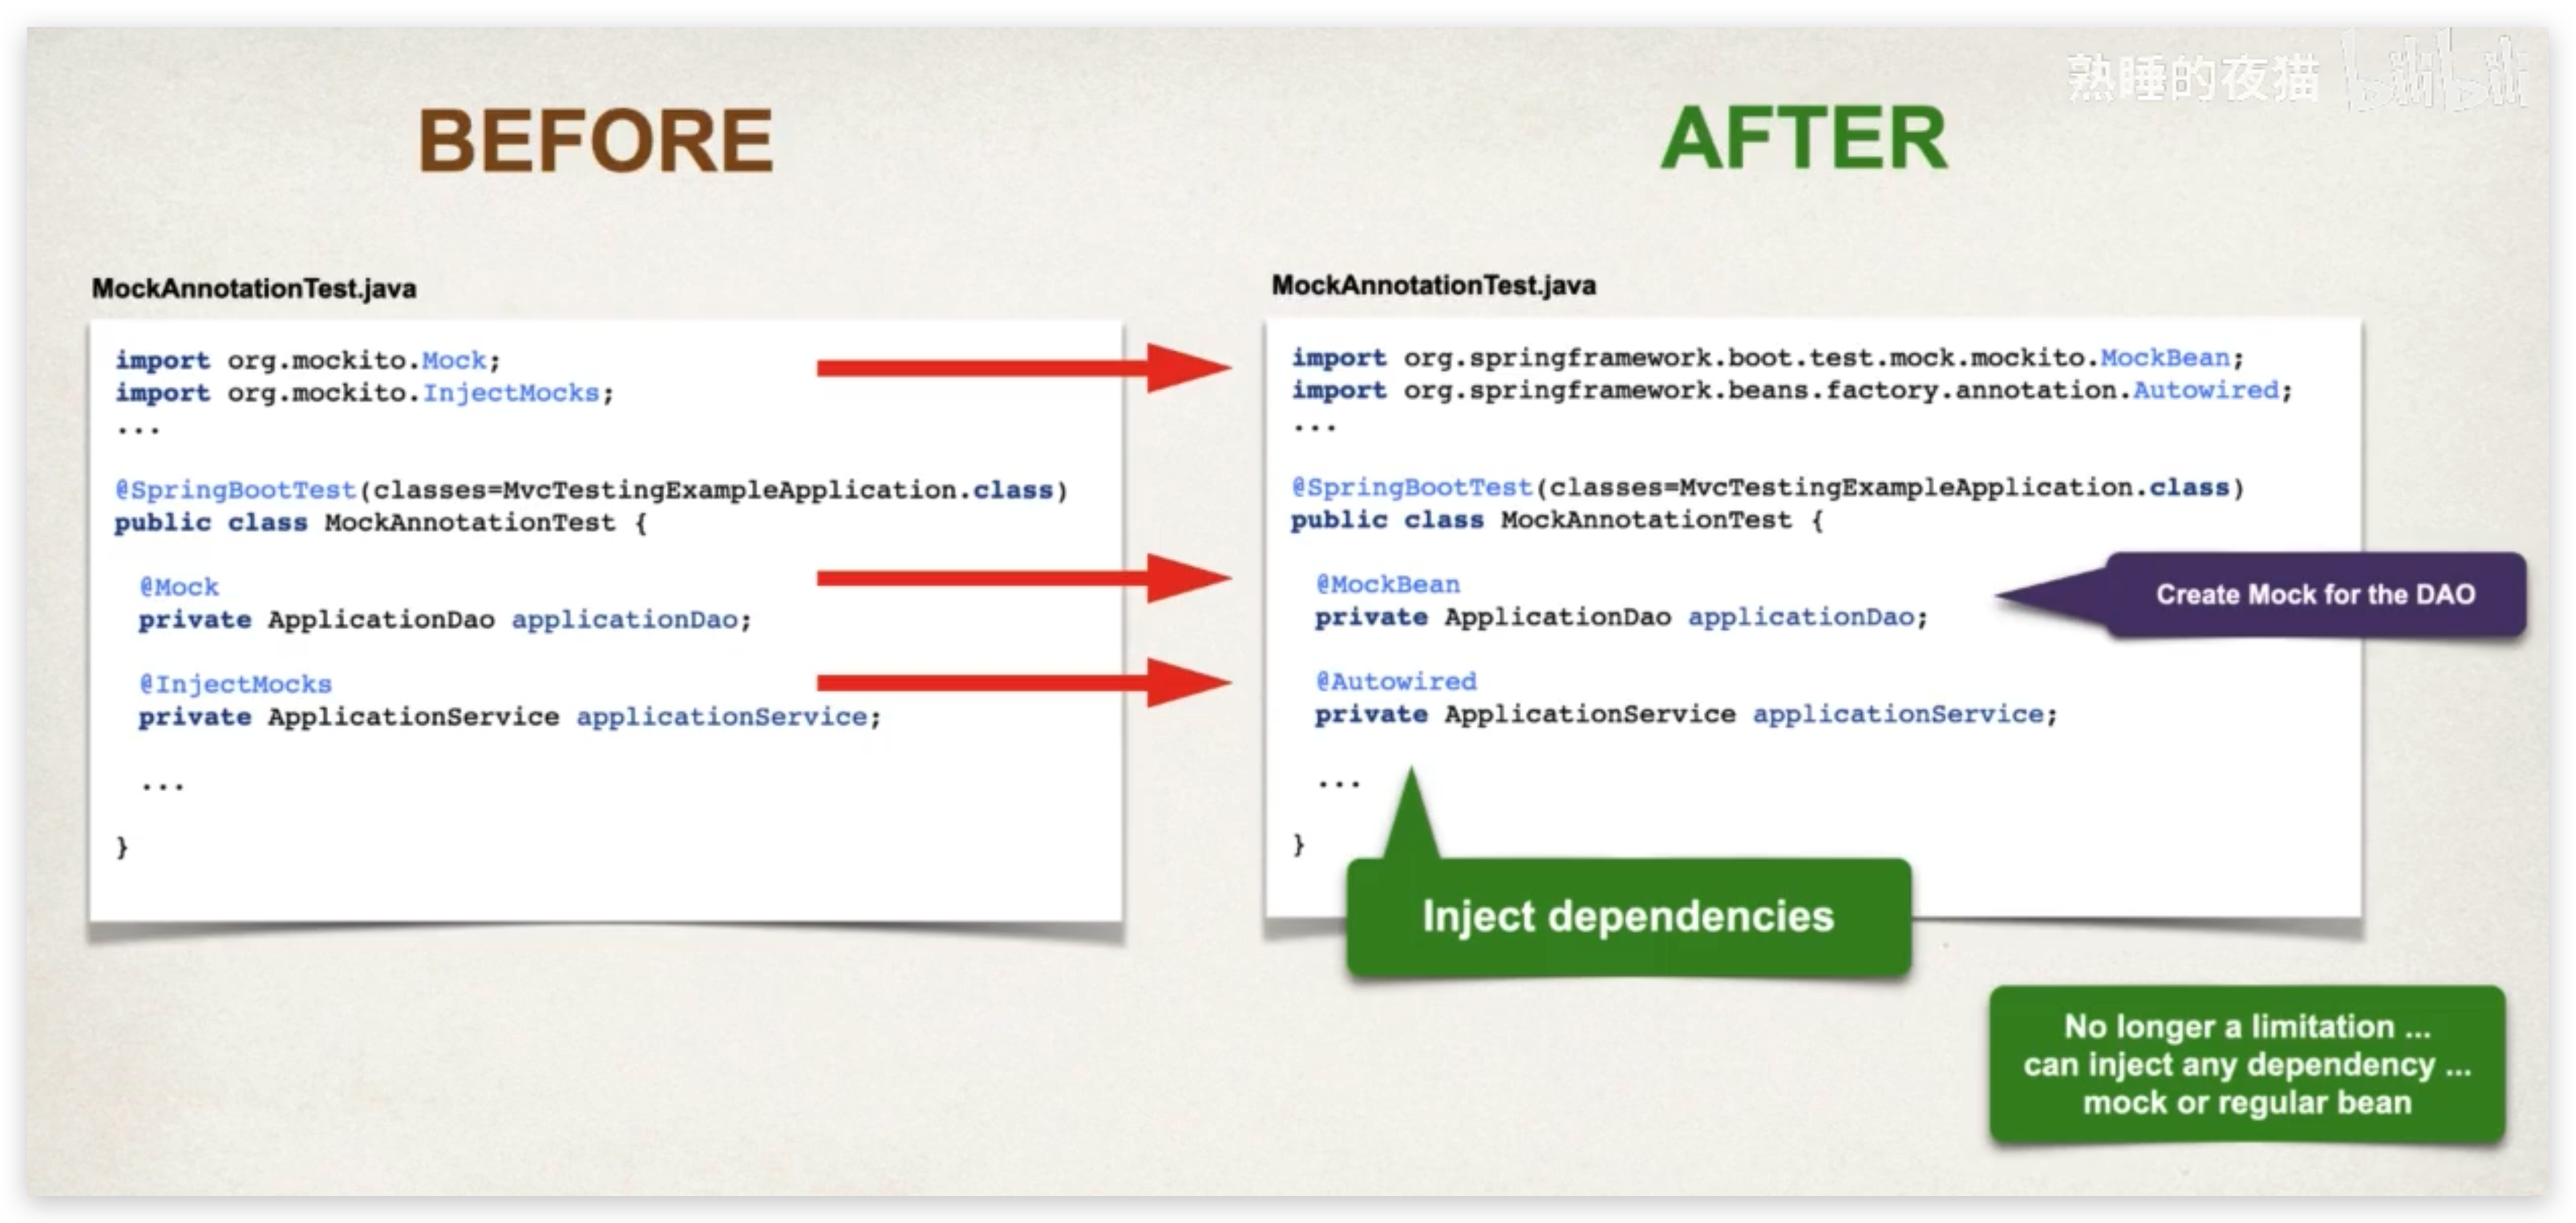 熟睡的夜猫 bilibili
BEFORE
MockAnnotationTest.java
import org.mockito.Mock;
import org.mockito.InjectMocks;
...
@SpringBootTest(classes=MvcTestingExampleApplication.class)
public class MockAnnotationTest {
@Mock
private ApplicationDao applicationDao;
@InjectMocks
private ApplicationService applicationService;
...
}
AFTER
MockAnnotationTest.java
import org.springframework.boot.test.mock.mockito.MockBean;
import org.springframework.beans.factory.annotation.Autowired;
...
@SpringBootTest(classes=MvcTestingExampleApplication.class)
public class MockAnnotationTest {
@MockBean
private ApplicationDao applicationDao;
Create Mock for the DAO
@Autowired
private ApplicationService applicationService;
...
}
Inject dependencies
No longer a limitation ...
can inject any dependency ...
mock or regular bean